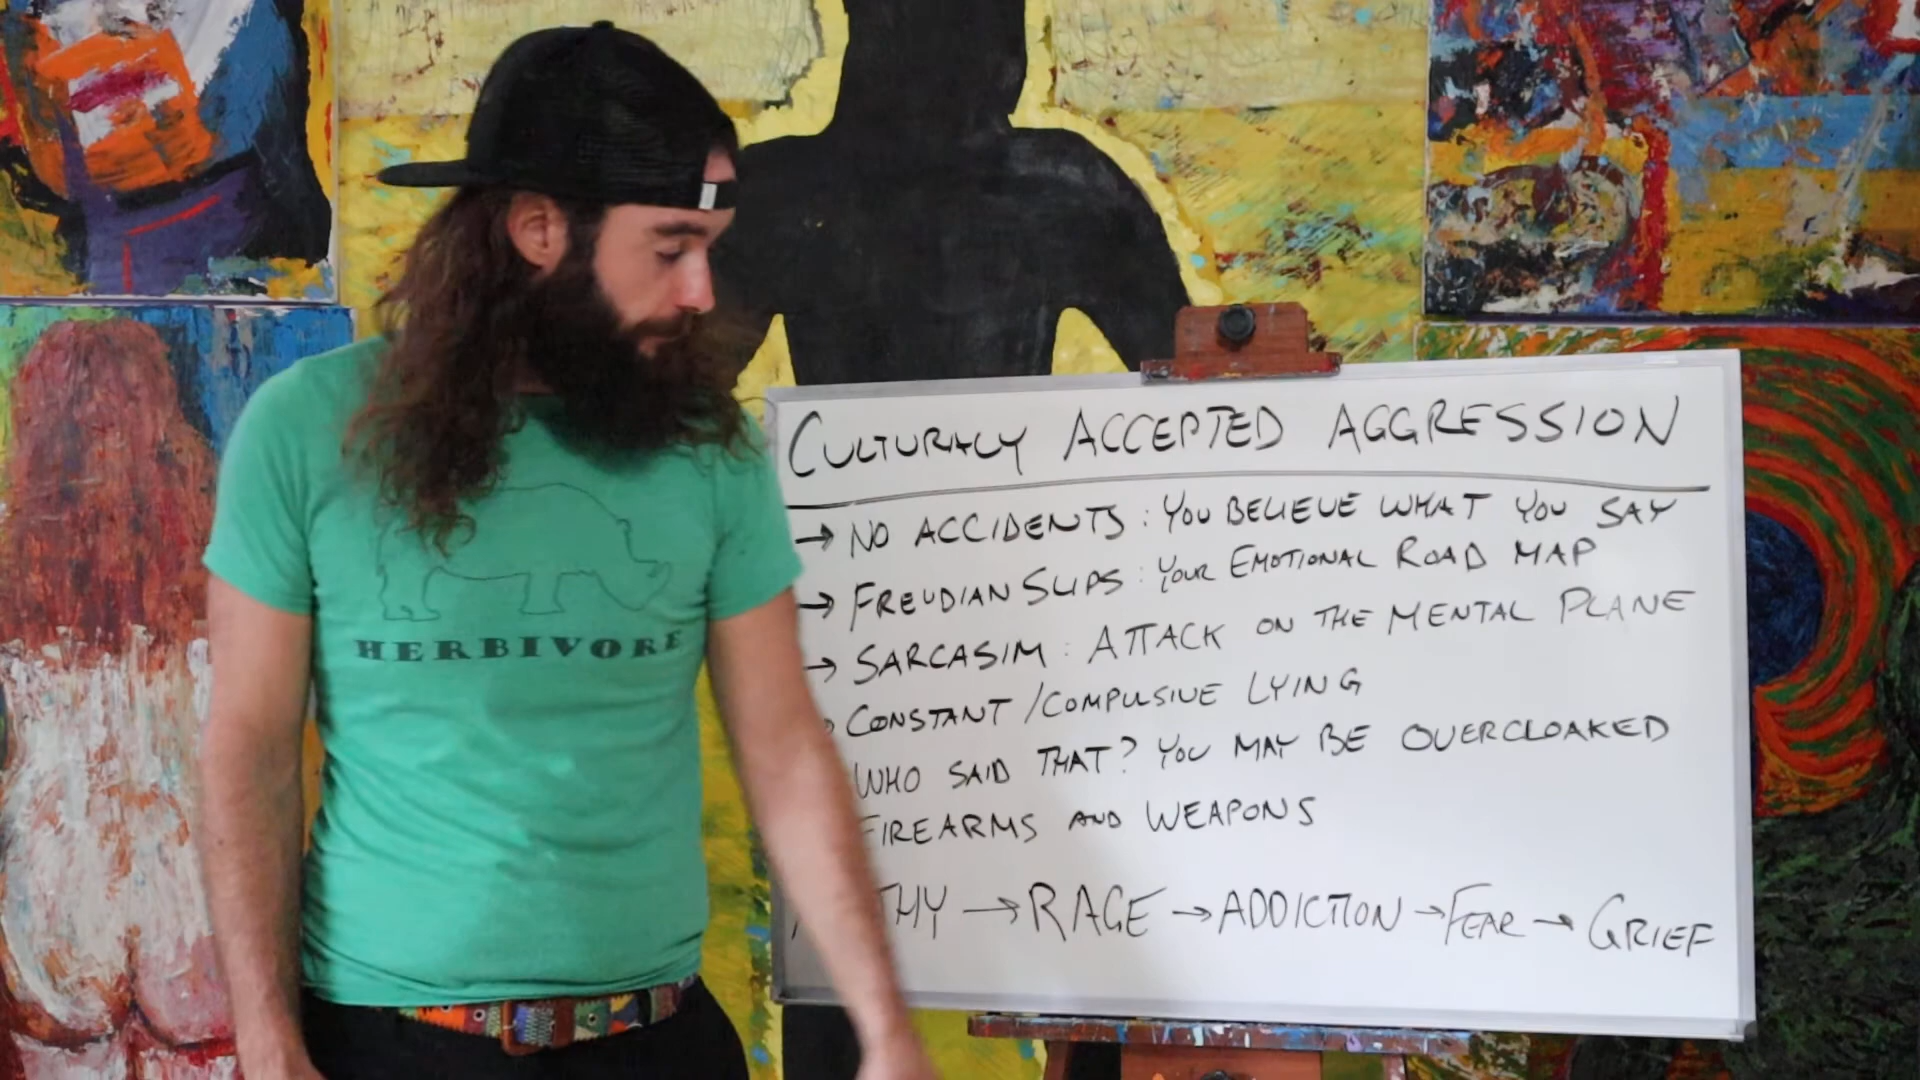 CULTURALY ACCEPTED AGGRESSION
→ NO ACCIDENTS : YOU BELIEVE WHAT YOU SAY
→ FREUDIAN SLIPS : YOUR EMOTIONAL ROAD MAP
→ SARCASIM : ATTACK ON THE MENTAL PLANE
CONSTANT / COMPULSIVE LYING
WHO SAID THAT? YOU MAY BE OVERCLOAKED
FIREARMS AND WEAPONS
THY → RAGE → ADDICTION → FEAR → GRIEF
HERBIVORE